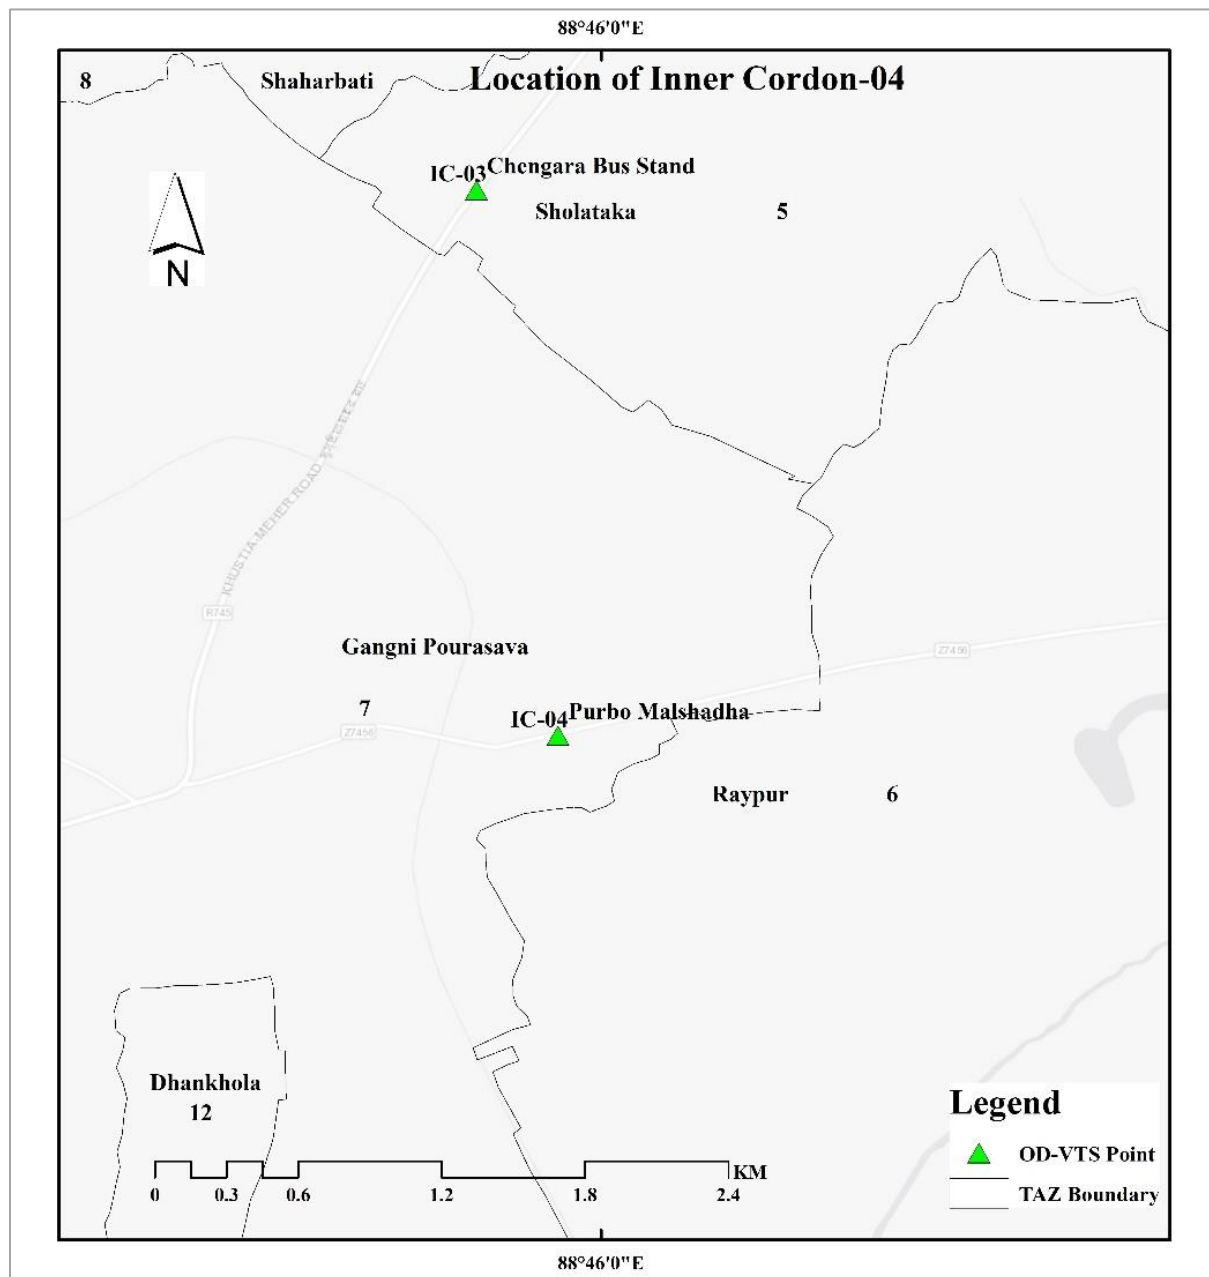 88°46'0"E
8
Shaharbati
Location of Inner Cordon-04
IC-03 Chengara Bus Stand
Sholataka
5
N
KHUSTIA-MEHER ROAD
R745
Gangni Pourasava
Z7456
7
IC-04 Purbo Malshadha
Z7456
Raypur
6
Dhankhola
12
Legend
OD-VTS Point
TAZ Boundary
KM
0 0.3 0.6 1.2 1.8 2.4
88°46'0"E